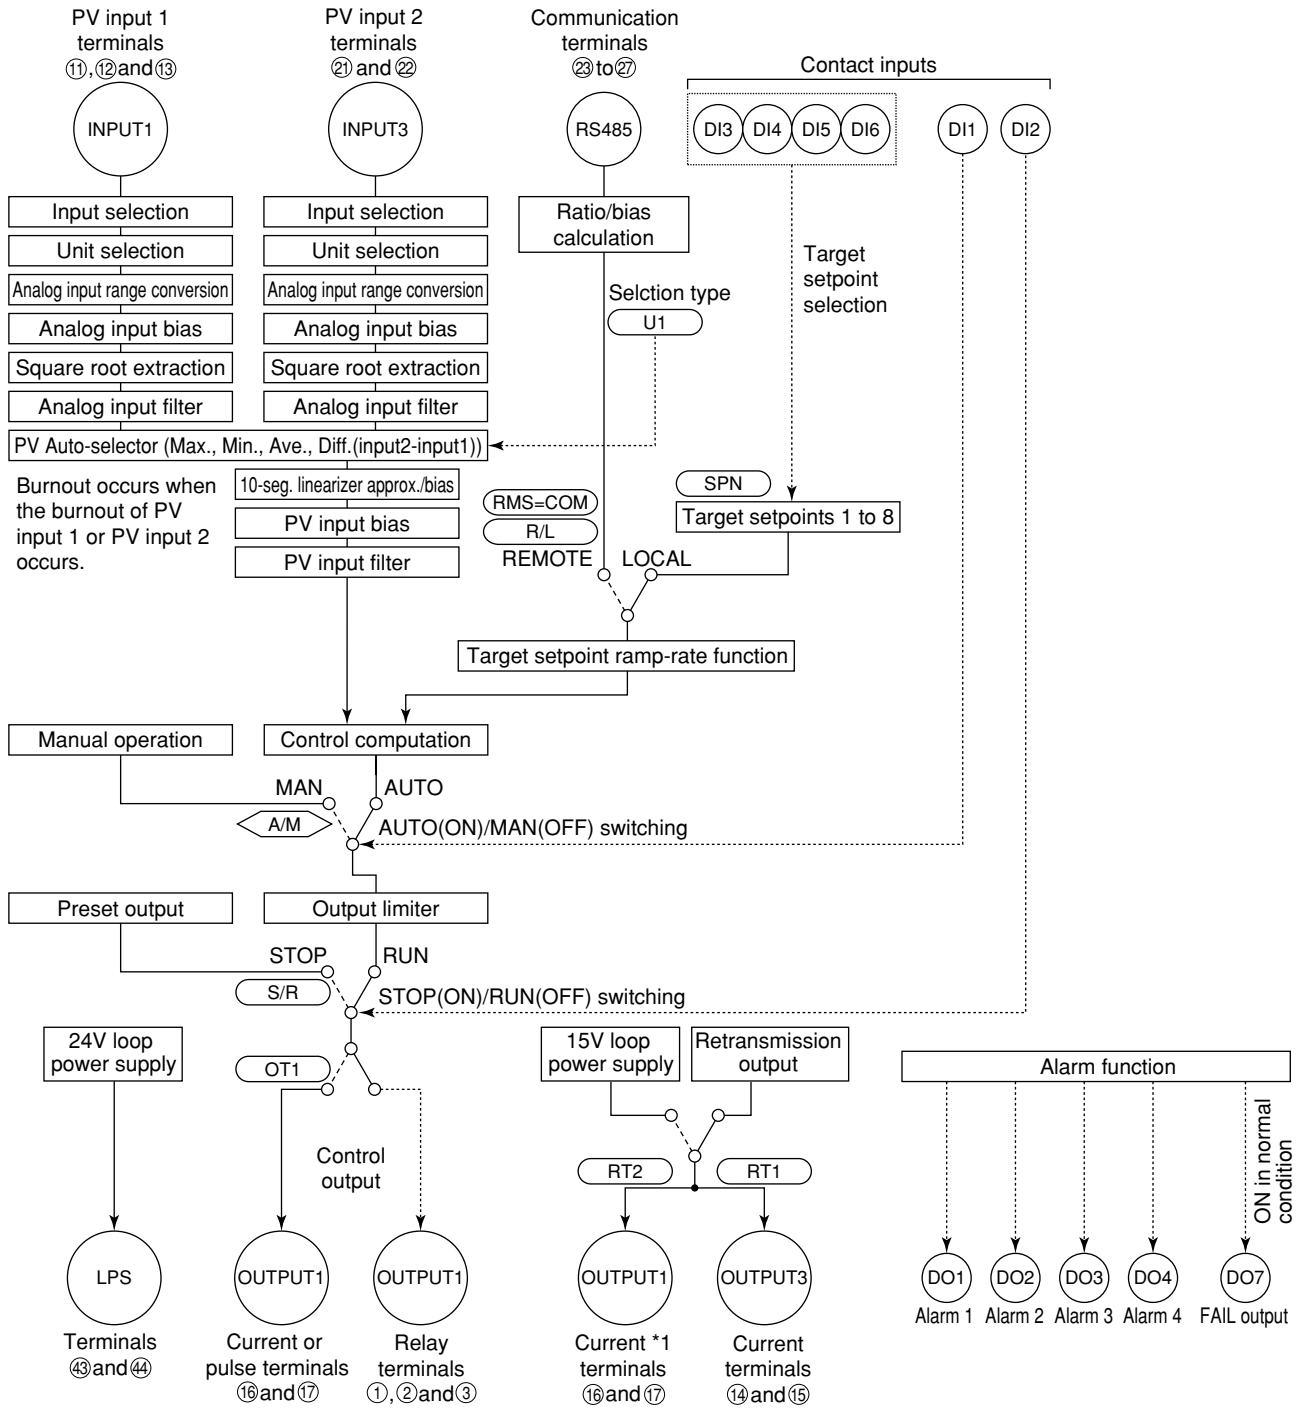 PV input 1
terminals
⑪,⑫and⑬
PV input 2
terminals
㉑ and ㉒
Communication
terminals
㉓to㉗
Contact inputs
INPUT1
INPUT3
RS485
DI3
DI4
DI5
DI6
DI1
DI2
Input selection
Unit selection
Analog input range conversion
Analog input bias
Square root extraction
Analog input filter
Input selection
Unit selection
Analog input range conversion
Analog input bias
Square root extraction
Analog input filter
Ratio/bias
calculation
Target
setpoint
selection
Selction type
U1
PV Auto-selector (Max., Min., Ave., Diff.(input2-input1))
Burnout occurs when
the burnout of PV
input 1 or PV input 2
occurs.
10-seg. linearizer approx./bias
PV input bias
PV input filter
RMS=COM
R/L
REMOTE
LOCAL
SPN
Target setpoints 1 to 8
Target setpoint ramp-rate function
Manual operation
Control computation
MAN
AUTO
A/M
AUTO(ON)/MAN(OFF) switching
Preset output
Output limiter
STOP
RUN
S/R
STOP(ON)/RUN(OFF) switching
24V loop
power supply
OT1
15V loop
power supply
Retransmission
output
Alarm function
Control
output
RT2
RT1
ON in normal
condition
LPS
OUTPUT1
OUTPUT1
OUTPUT1
OUTPUT3
DO1
DO2
DO3
DO4
DO7
Alarm 1
Alarm 2
Alarm 3
Alarm 4
FAIL output
Terminals
㊸and㊹
Current or
pulse terminals
⑯and⑰
Relay
terminals
①,②and③
Current *1
terminals
⑯and⑰
Current
terminals
⑭and⑮